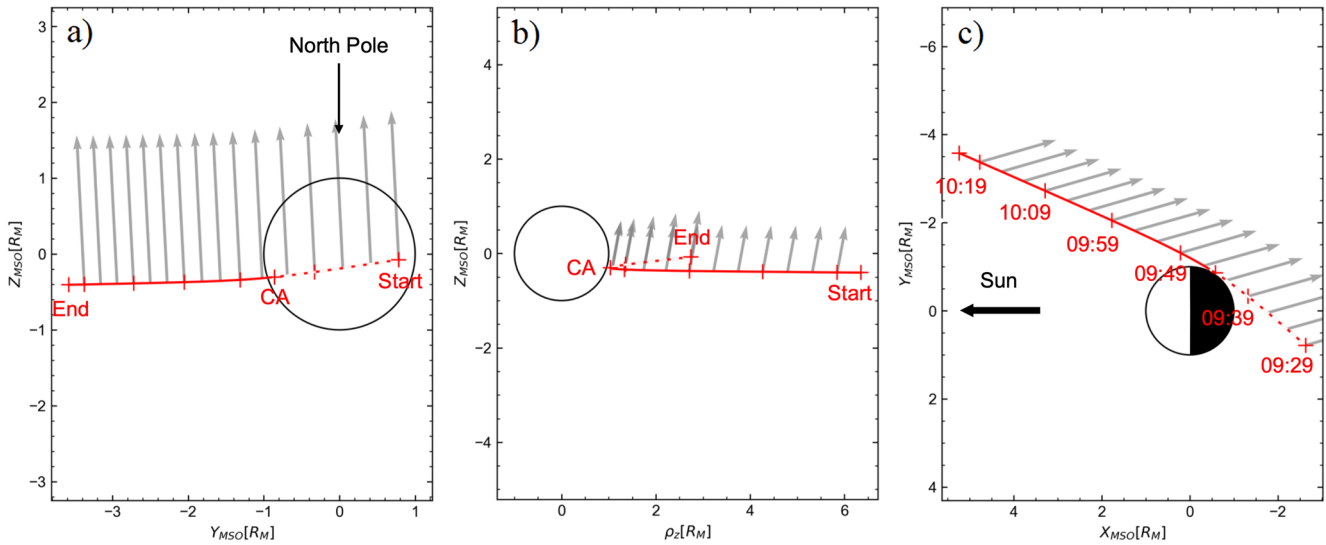 a)
North Pole
End
CA
Start
3
2
1
0
−1
−2
−3
Z_MSO[R_M]
−3
−2
−1
0
1
Y_MSO[R_M]
b)
CA
End
Start
4
2
0
−2
−4
Z_MSO[R_M]
0
2
4
6
ρ_z[R_M]
c)
10:19
10:09
09:59
09:49
09:39
09:29
Sun
−6
−4
−2
0
2
4
Y_MSO[R_M]
4
2
0
−2
X_MSO[R_M]